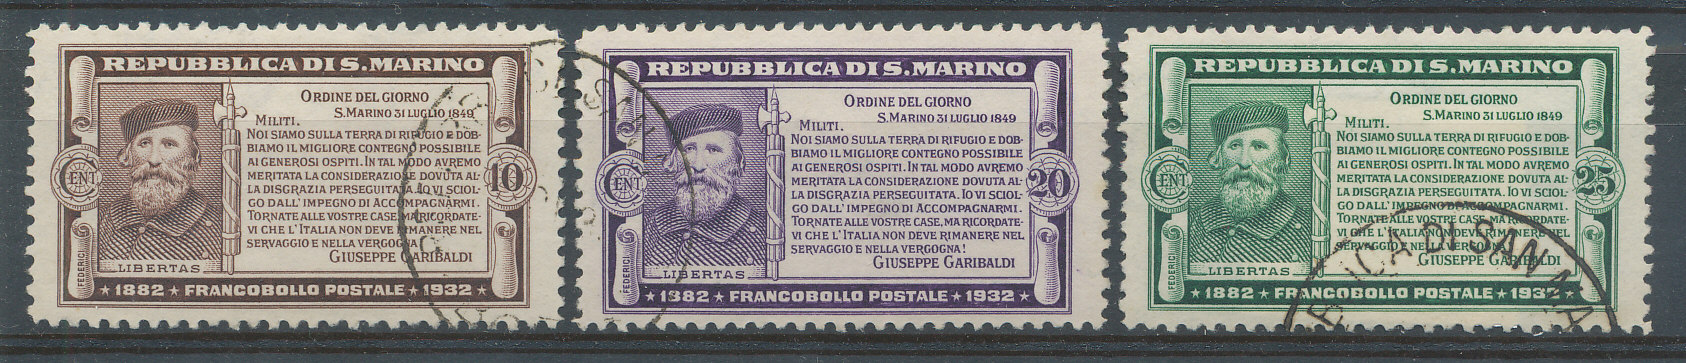 REPUBBLICA DI S. MARINO
ORDINE DEL GIORNO
S. MARINO 31 LUGLIO 1849
MILITI.
NOI SIAMO SULLA TERRA DI RIFUGIO E DOB-
BIAMO IL MIGLIORE CONTEGNO POSSIBILE
AI GENEROSI OSPITI. IN TAL MODO AVREMO
MERITATA LA CONSIDERAZIONE DOVUTA AL-
LA DISGRAZIA PERSEGUITATA. IO VI SCIOL-
GO DALL'IMPEGNO DI ACCOMPAGNARMI.
TORNATE ALLE VOSTRE CASE, MA RICORDATE-
VI CHE L'ITALIA NON DEVE RIMANERE NEL
SERVAGGIO E NELLA VERGOGNA!
GIUSEPPE GARIBALDI
CENT
10
LIBERTAS
FEDERICI
★ 1882 ★ FRANCOBOLLO POSTALE ★ 1932 ★
REPUBBLICA DI S. MARINO
ORDINE DEL GIORNO
S. MARINO 31 LUGLIO 1849
MILITI.
NOI SIAMO SULLA TERRA DI RIFUGIO E DOB-
BIAMO IL MIGLIORE CONTEGNO POSSIBILE
AI GENEROSI OSPITI. IN TAL MODO AVREMO
MERITATA LA CONSIDERAZIONE DOVUTA AL-
LA DISGRAZIA PERSEGUITATA. IO VI SCIOL-
GO DALL'IMPEGNO DI ACCOMPAGNARMI.
TORNATE ALLE VOSTRE CASE, MA RICORDATE-
VI CHE L'ITALIA NON DEVE RIMANERE NEL
SERVAGGIO E NELLA VERGOGNA!
GIUSEPPE GARIBALDI
CENT
20
LIBERTAS
FEDERICI
★ 1882 ★ FRANCOBOLLO POSTALE ★ 1932 ★
REPUBBLICA DI S. MARINO
ORDINE DEL GIORNO
S. MARINO 31 LUGLIO 1849
MILITI.
NOI SIAMO SULLA TERRA DI RIFUGIO E DOB-
BIAMO IL MIGLIORE CONTEGNO POSSIBILE
AI GENEROSI OSPITI. IN TAL MODO AVREMO
MERITATA LA CONSIDERAZIONE DOVUTA AL-
LA DISGRAZIA PERSEGUITATA. IO VI SCIOL-
GO DALL'IMPEGNO DI ACCOMPAGNARMI.
TORNATE ALLE VOSTRE CASE, MA RICORDATE-
VI CHE L'ITALIA NON DEVE RIMANERE NEL
SERVAGGIO E NELLA VERGOGNA!
GIUSEPPE GARIBALDI
CENT
25
LIBERTAS
FEDERICI
★ 1882 ★ FRANCOBOLLO POSTALE ★ 1932 ★
DI SAN MA